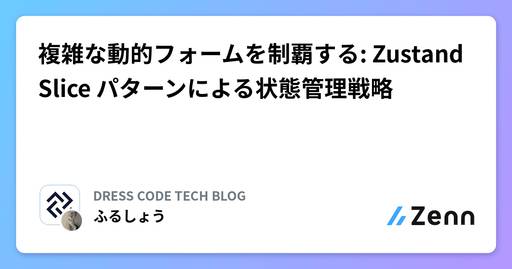 複雑な動的フォームを制覇する: Zustand
Slice パターンによる状態管理戦略
DRESS CODE TECH BLOG
ふるしょう
Zenn